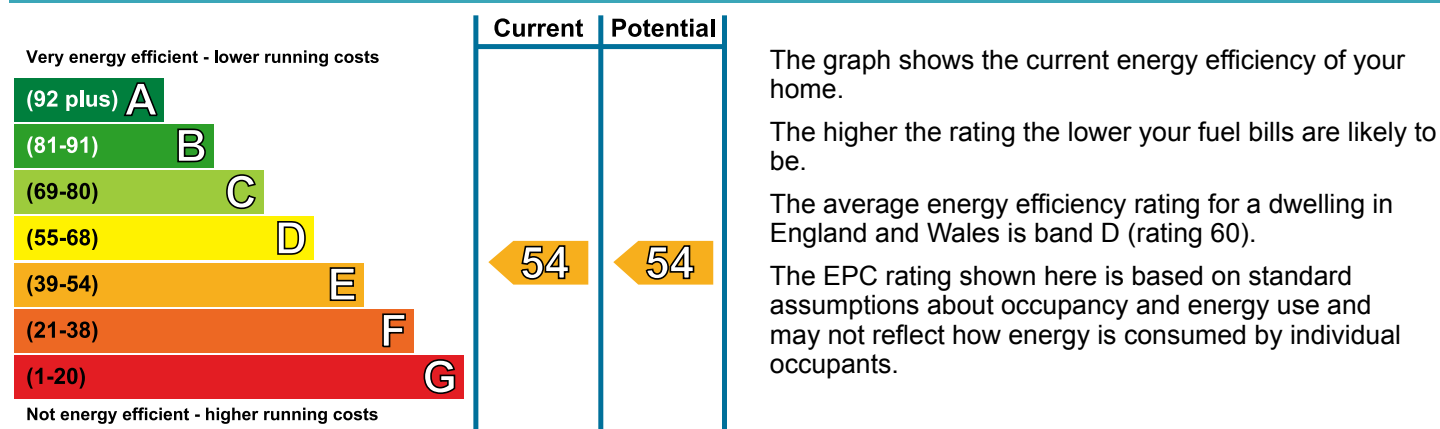 Current Potential
Very energy efficient - lower running costs
(92 plus) A
(81-91) B
(69-80) C
(55-68) D
(39-54) E
(21-38) F
(1-20) G
Not energy efficient - higher running costs
54 54
The graph shows the current energy efficiency of your
home.
The higher the rating the lower your fuel bills are likely to
be.
The average energy efficiency rating for a dwelling in
England and Wales is band D (rating 60).
The EPC rating shown here is based on standard
assumptions about occupancy and energy use and
may not reflect how energy is consumed by individual
occupants.